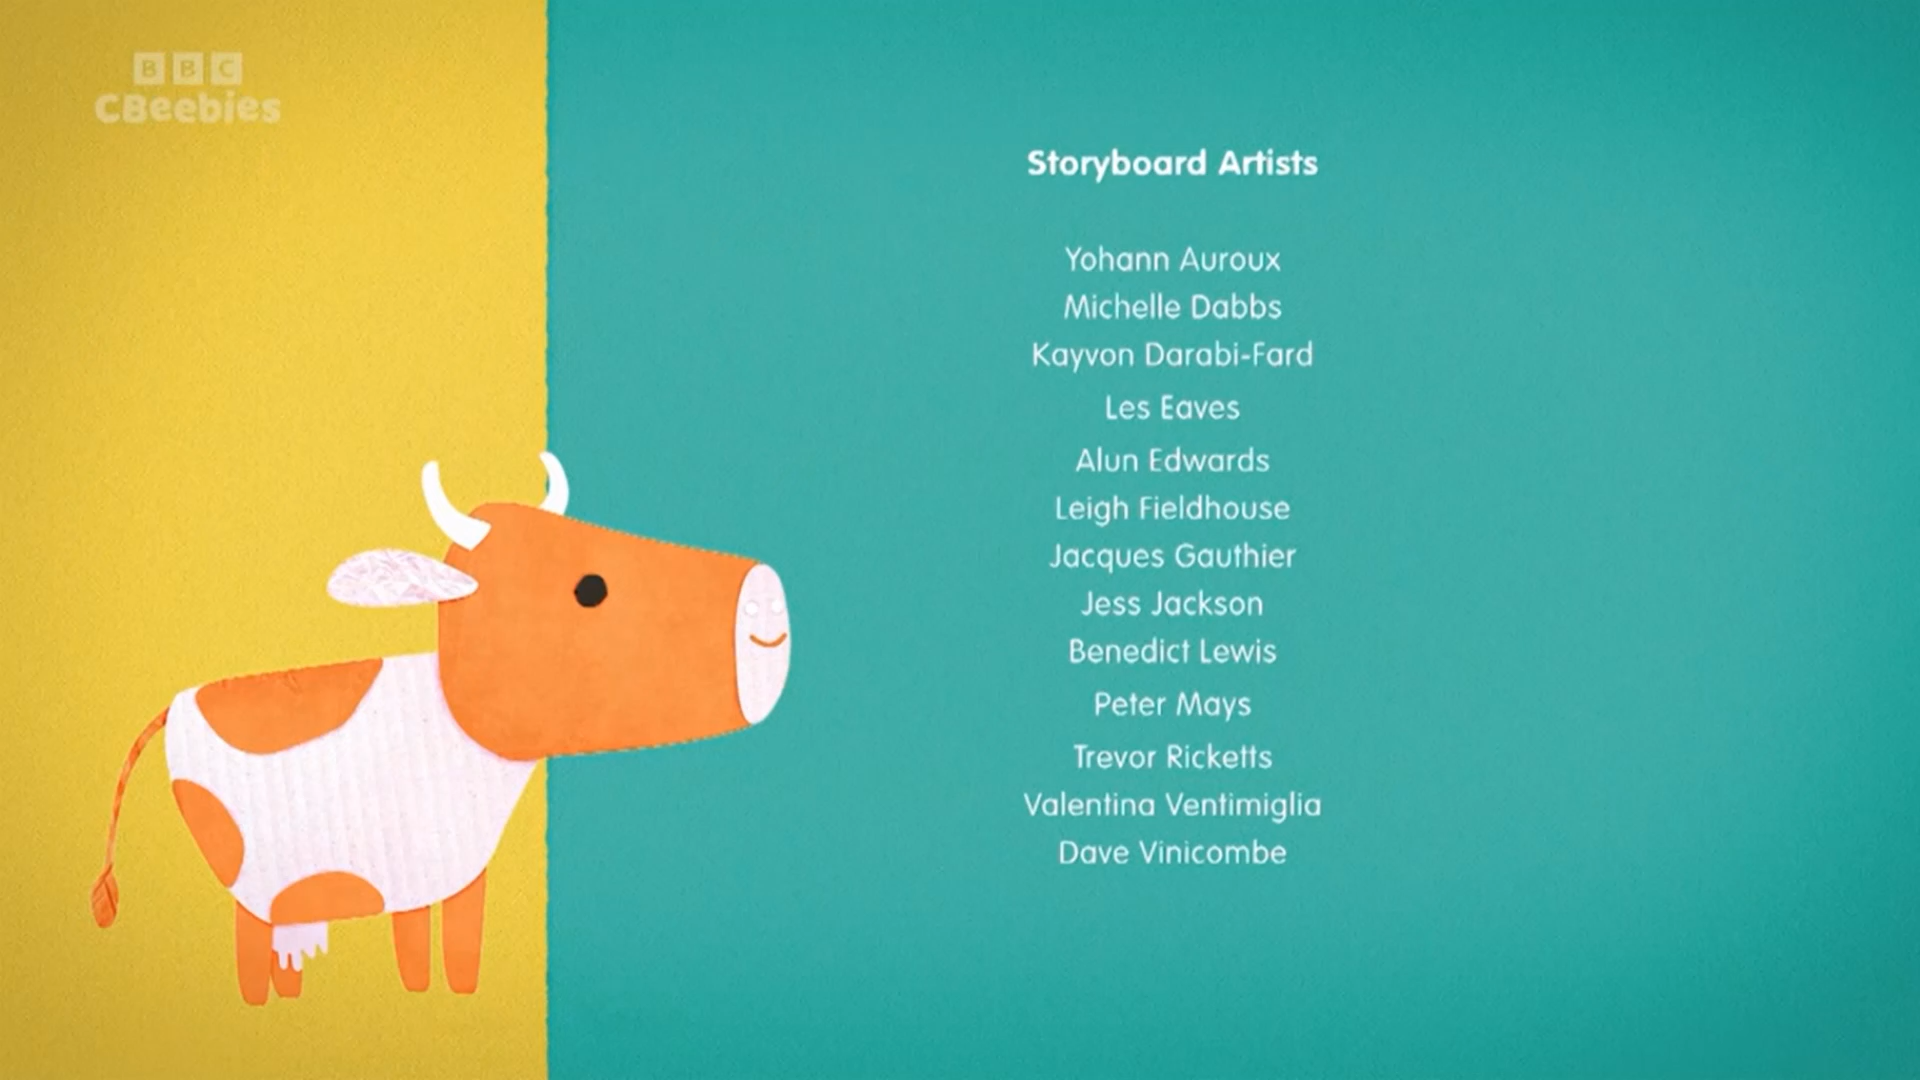 BBC
CBeebies
Storyboard Artists
Yohann Auroux
Michelle Dabbs
Kayvon Darabi-Fard
Les Eaves
Alun Edwards
Leigh Fieldhouse
Jacques Gauthier
Jess Jackson
Benedict Lewis
Peter Mays
Trevor Ricketts
Valentina Ventimiglia
Dave Vinicombe